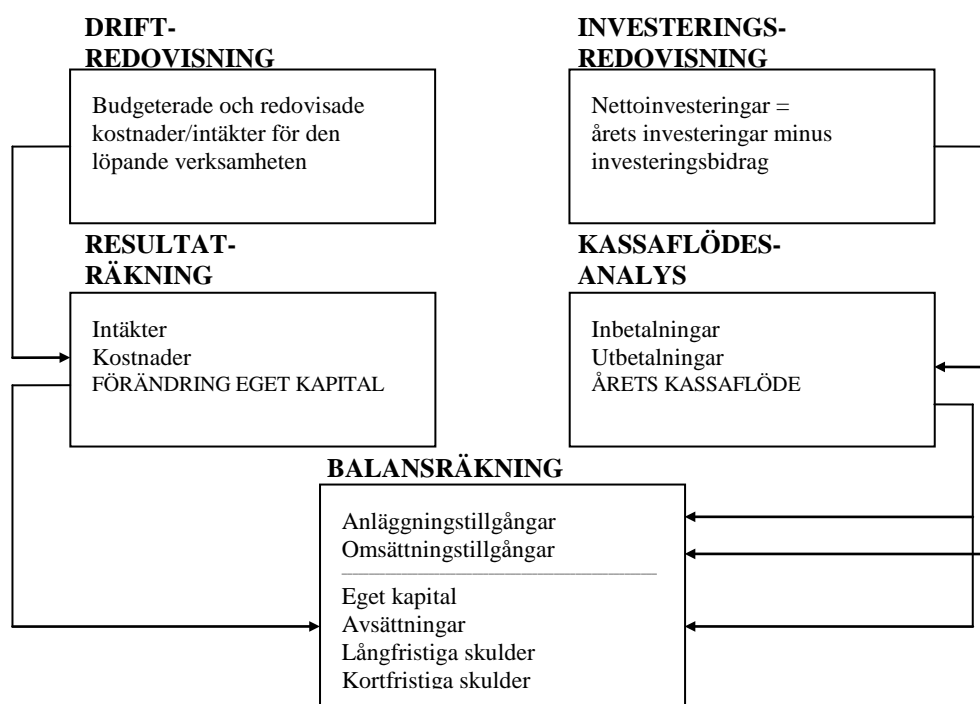 DRIFT-
REDOVISNING
Budgeterade och redovisade
kostnader/intäkter för den
löpande verksamheten
INVESTERINGS-
REDOVISNING
Nettoinvesteringar =
årets investeringar minus
investeringsbidrag
RESULTAT-
RÄKNING
Intäkter
Kostnader
FÖRÄNDRING EGET KAPITAL
KASSAFLÖDES-
ANALYS
Inbetalningar
Utbetalningar
ÅRETS KASSAFLÖDE
BALANSRÄKNING
Anläggningstillgångar
Omsättningstillgångar
Eget kapital
Avsättningar
Långfristiga skulder
Kortfristiga skulder